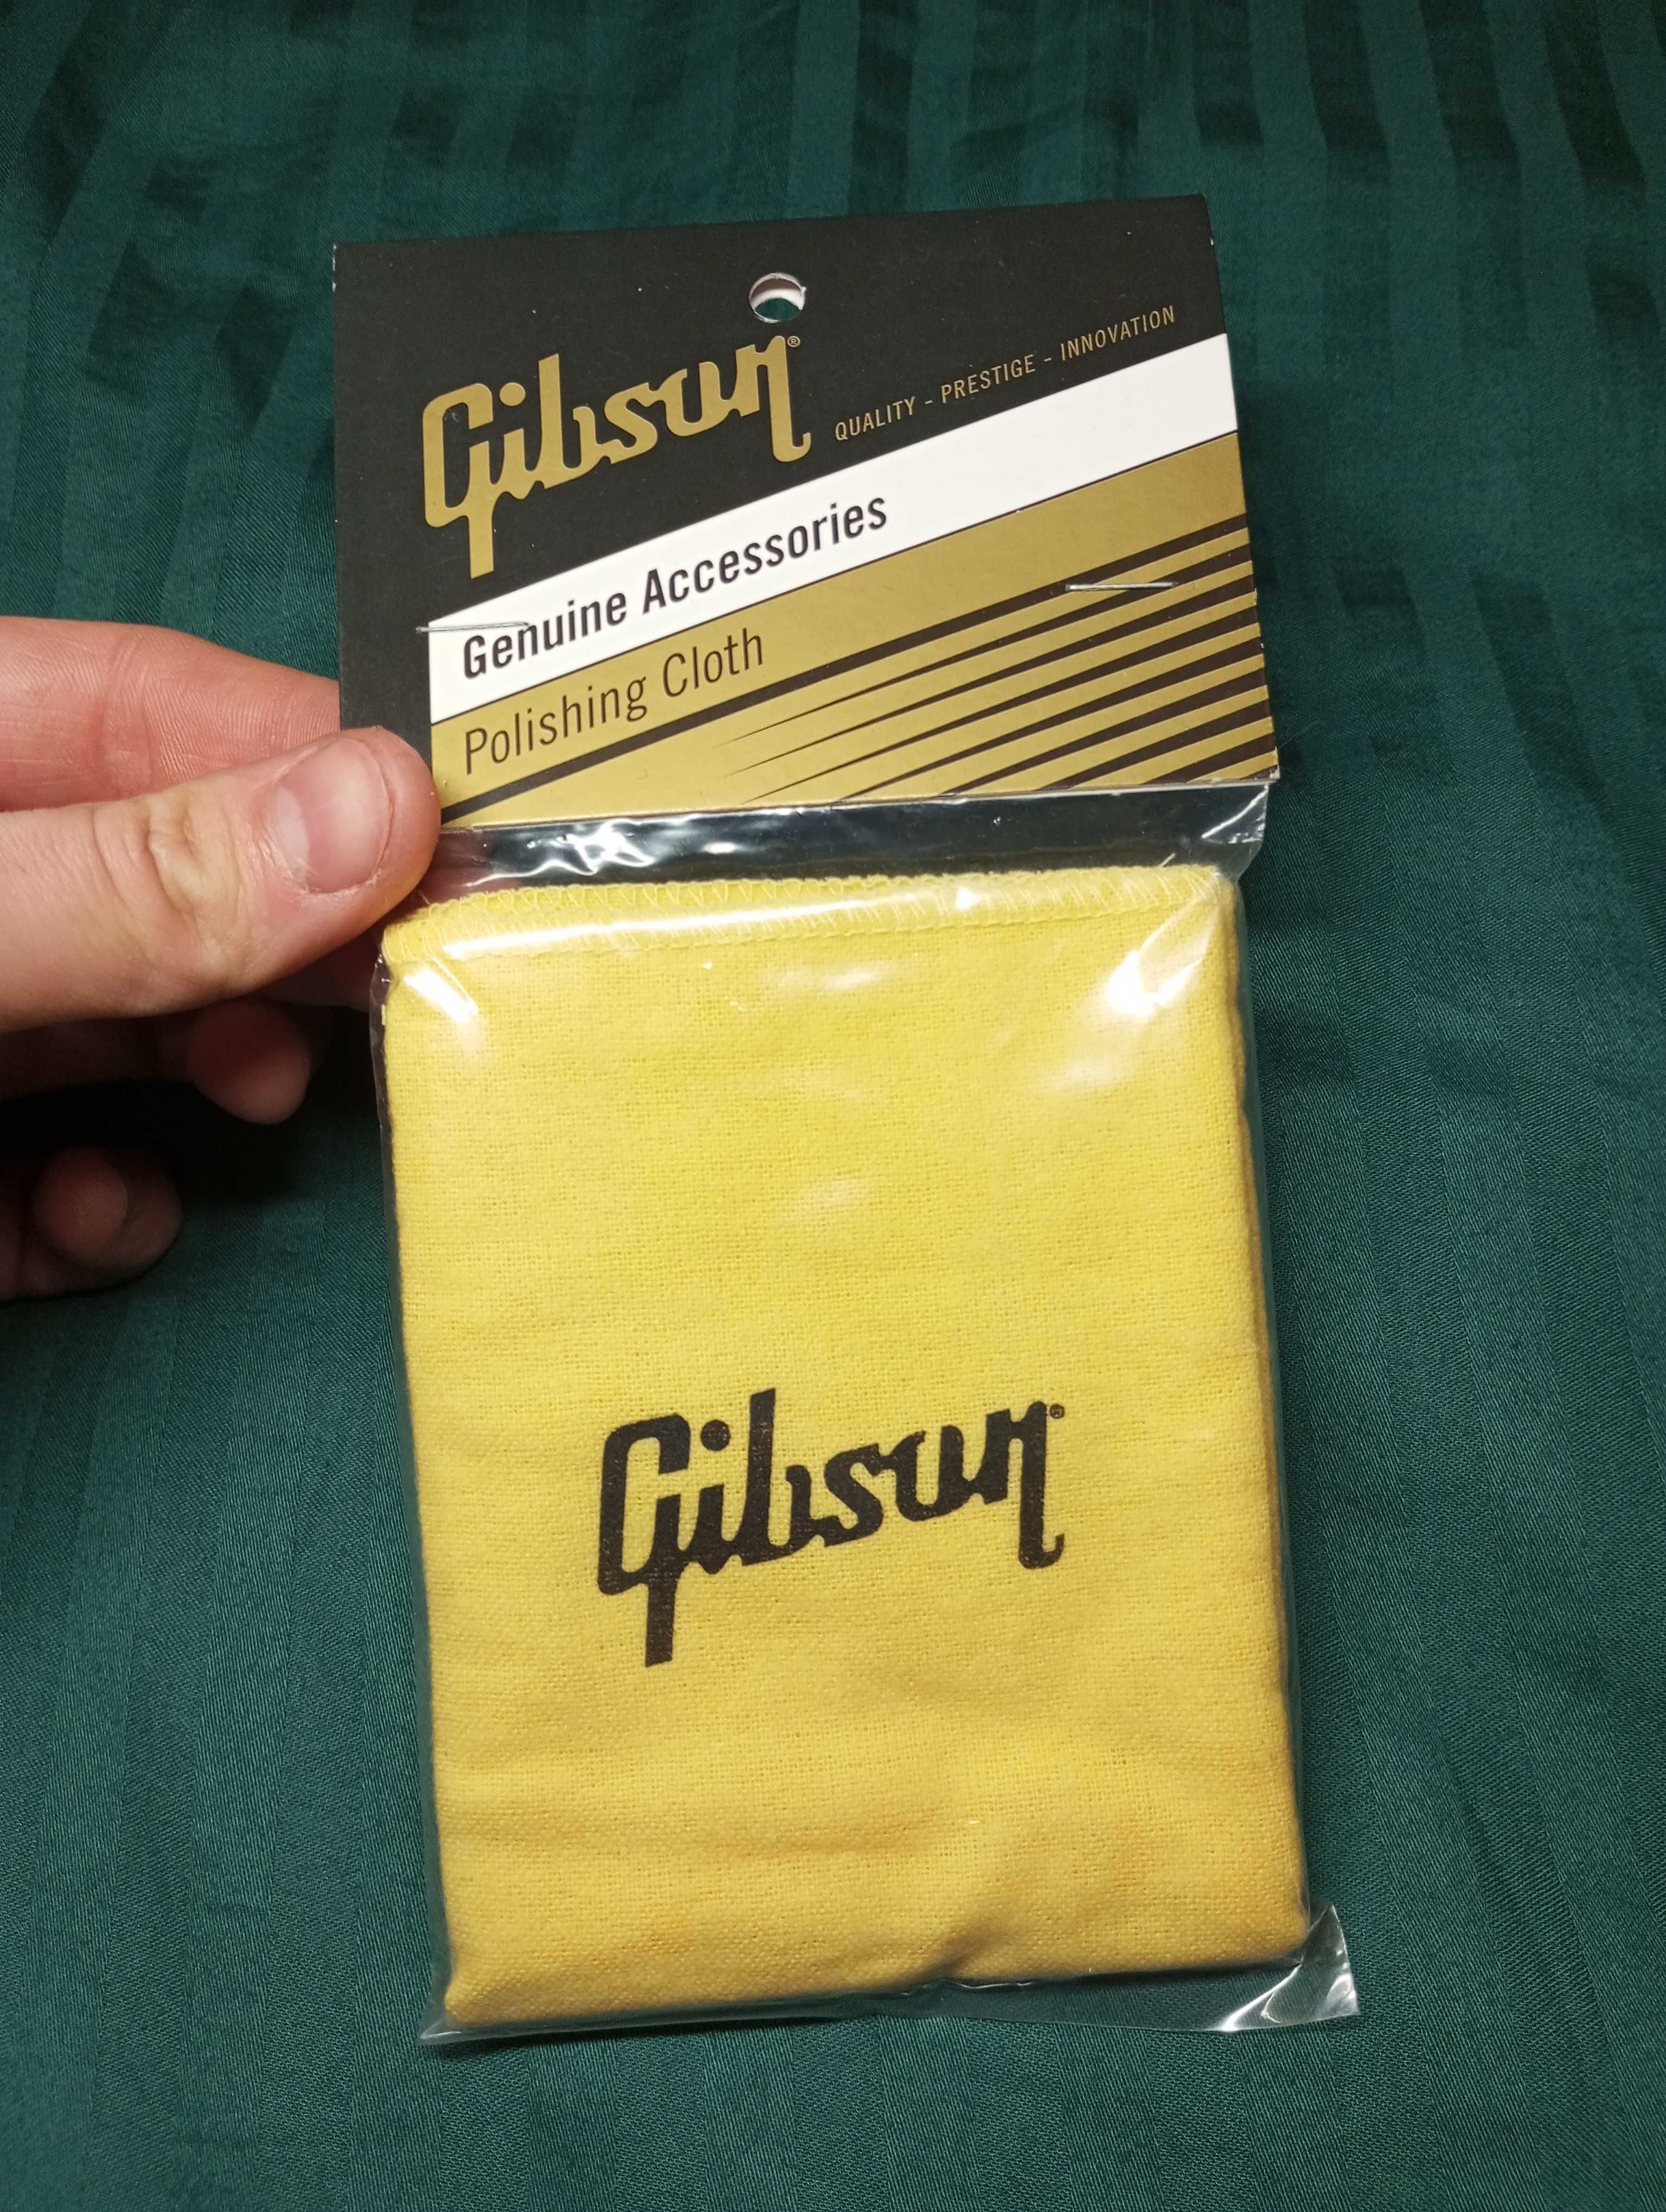 Gibson®
QUALITY - PRESTIGE - INNOVATION
Genuine Accessories
Polishing Cloth
Gibson®